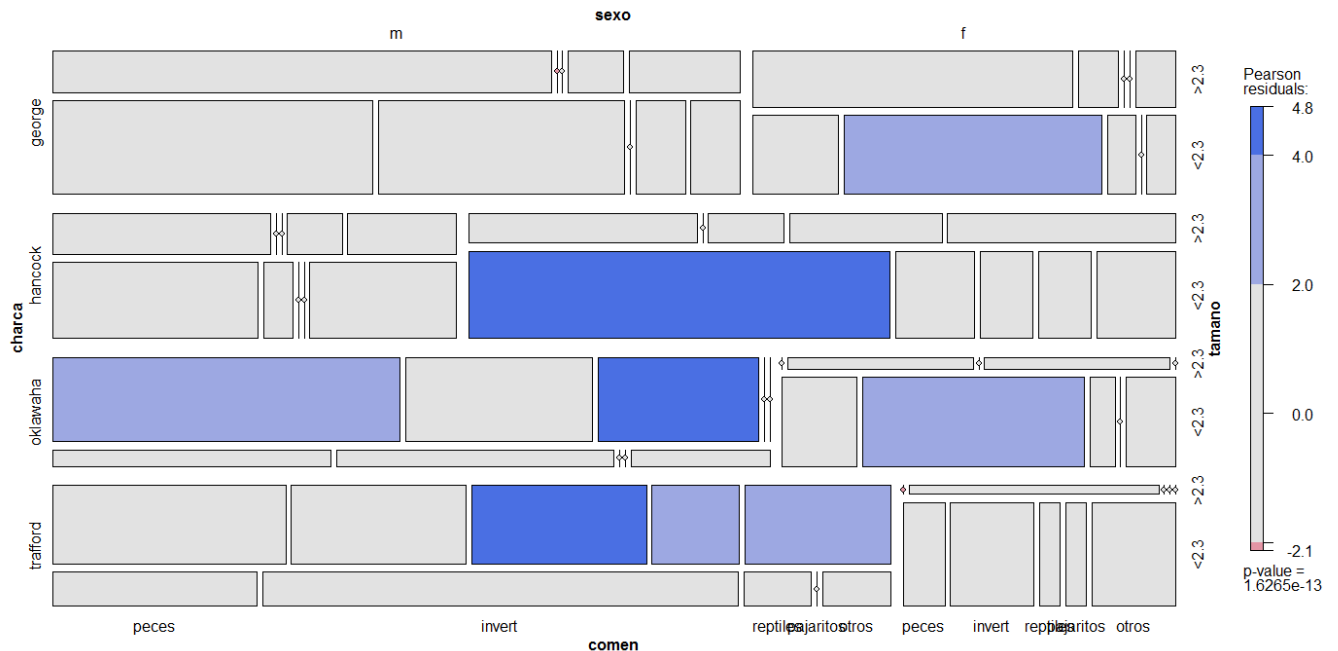 sexo
m f
Pearson
residuals:
4.8
4.0
2.0
0.0
-2.1
p-value =
1.6265e-13
charca
george
hancock
oklawaha
trafford
tamano
>2.3
<2.3
>2.3
<2.3
>2.3
<2.3
>2.3
<2.3
peces invert reptiles pajaritos otros peces invert reptiles pajaritos otros
comen